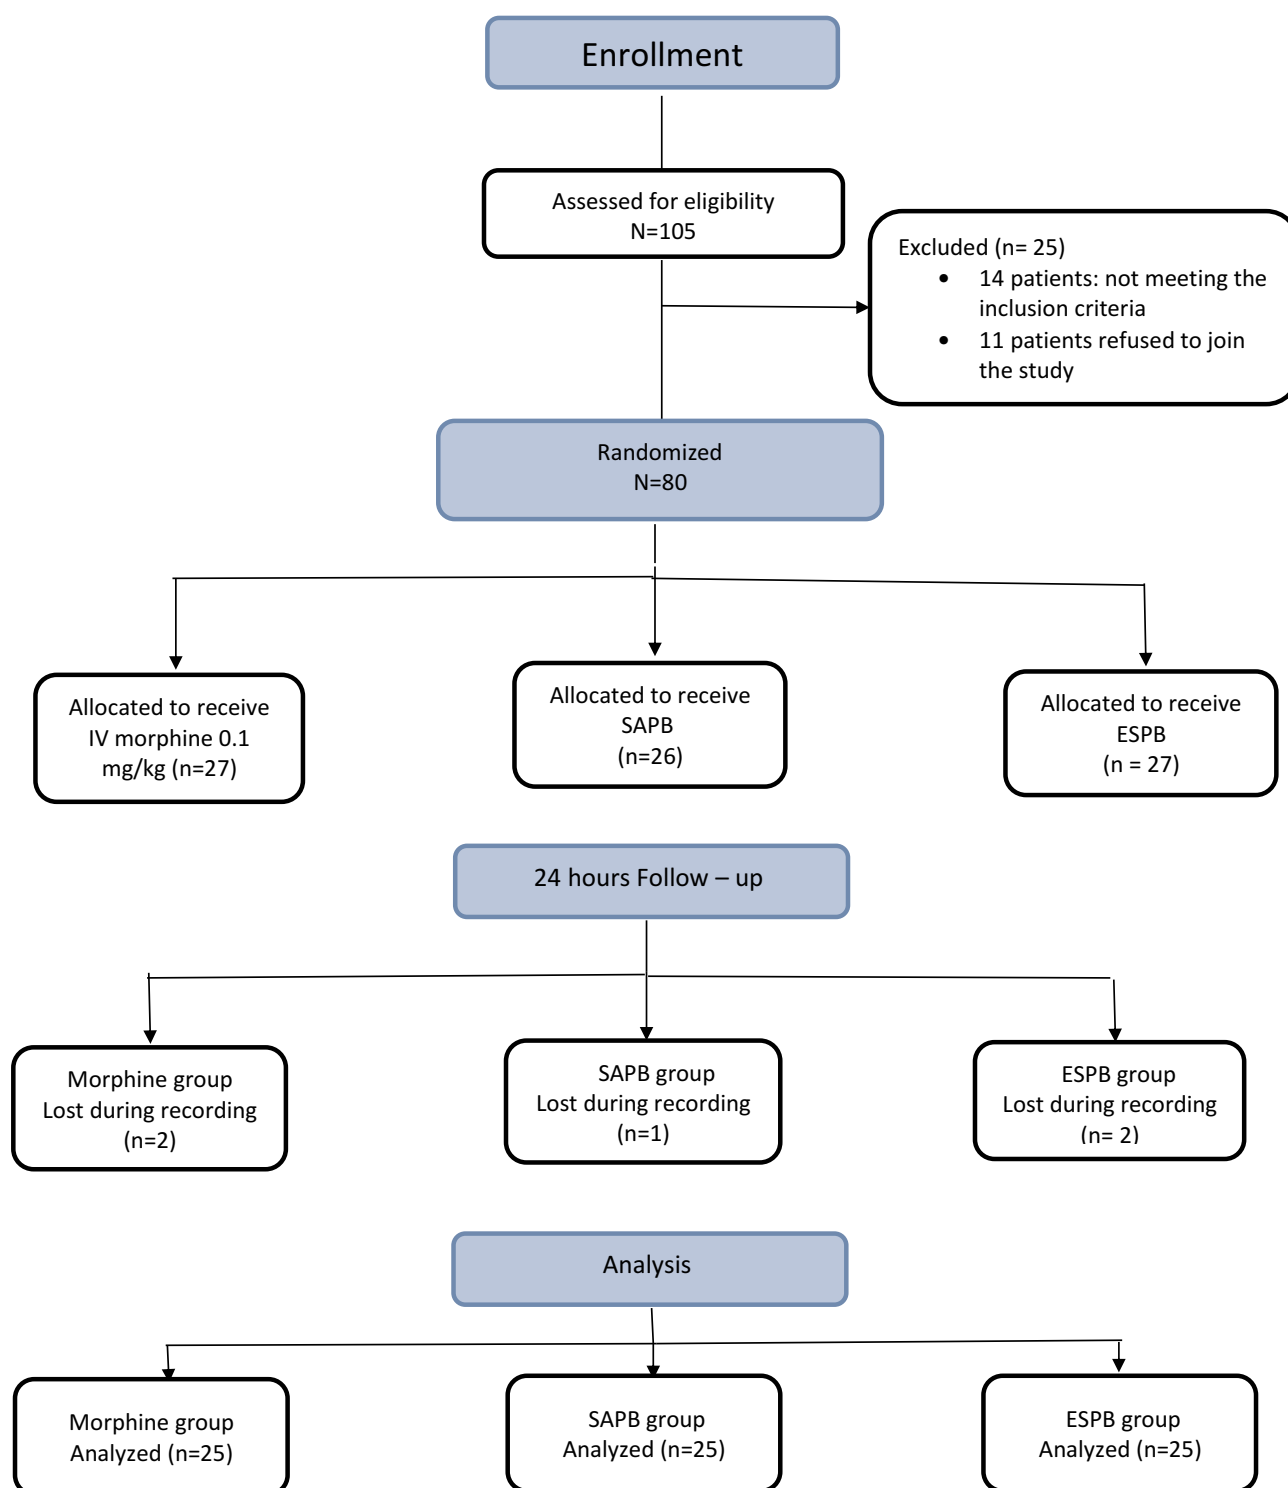 Enrollment
Assessed for eligibility
N=105
Excluded (n= 25)
• 14 patients: not meeting the
inclusion criteria
• 11 patients refused to join
the study
Randomized
N=80
Allocated to receive
IV morphine 0.1
mg/kg (n=27)
Allocated to receive
SAPB
(n=26)
Allocated to receive
ESPB
(n = 27)
24 hours Follow – up
Morphine group
Lost during recording
(n=2)
SAPB group
Lost during recording
(n=1)
ESPB group
Lost during recording
(n= 2)
Analysis
Morphine group
Analyzed (n=25)
SAPB group
Analyzed (n=25)
ESPB group
Analyzed (n=25)